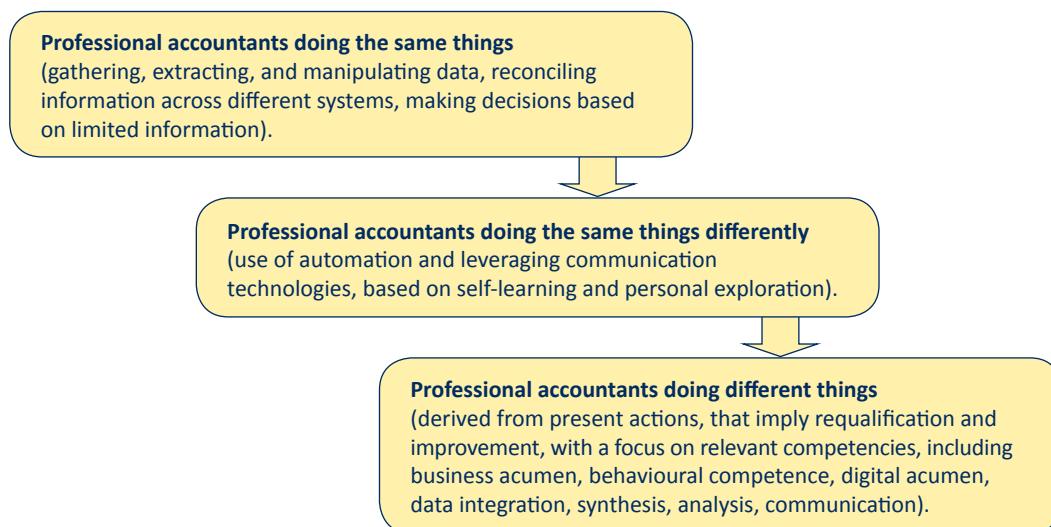 Professional accountants doing the same things
(gathering, extracting, and manipulating data, reconciling
information across different systems, making decisions based
on limited information).
Professional accountants doing the same things differently
(use of automation and leveraging communication
technologies, based on self-learning and personal exploration).
Professional accountants doing different things
(derived from present actions, that imply requalification and
improvement, with a focus on relevant competencies, including
business acumen, behavioural competence, digital acumen,
data integration, synthesis, analysis, communication).